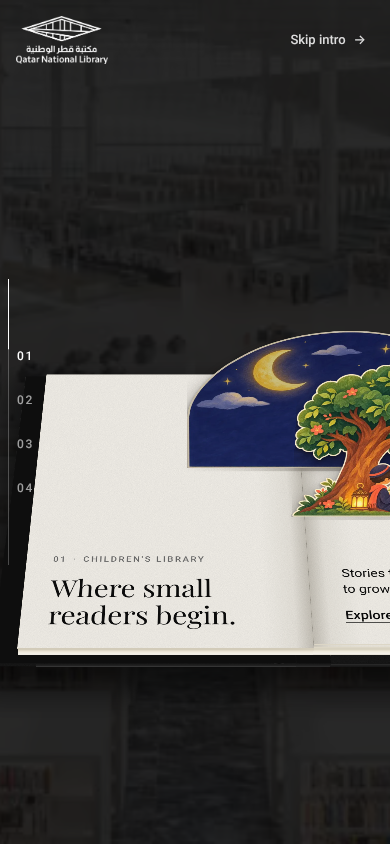 مكتبة قطر الوطنية
Qatar National Library
Skip intro →
01
02
03
04
01 · CHILDREN'S LIBRARY
Where small
readers begin.
Stories
to grow
Explore